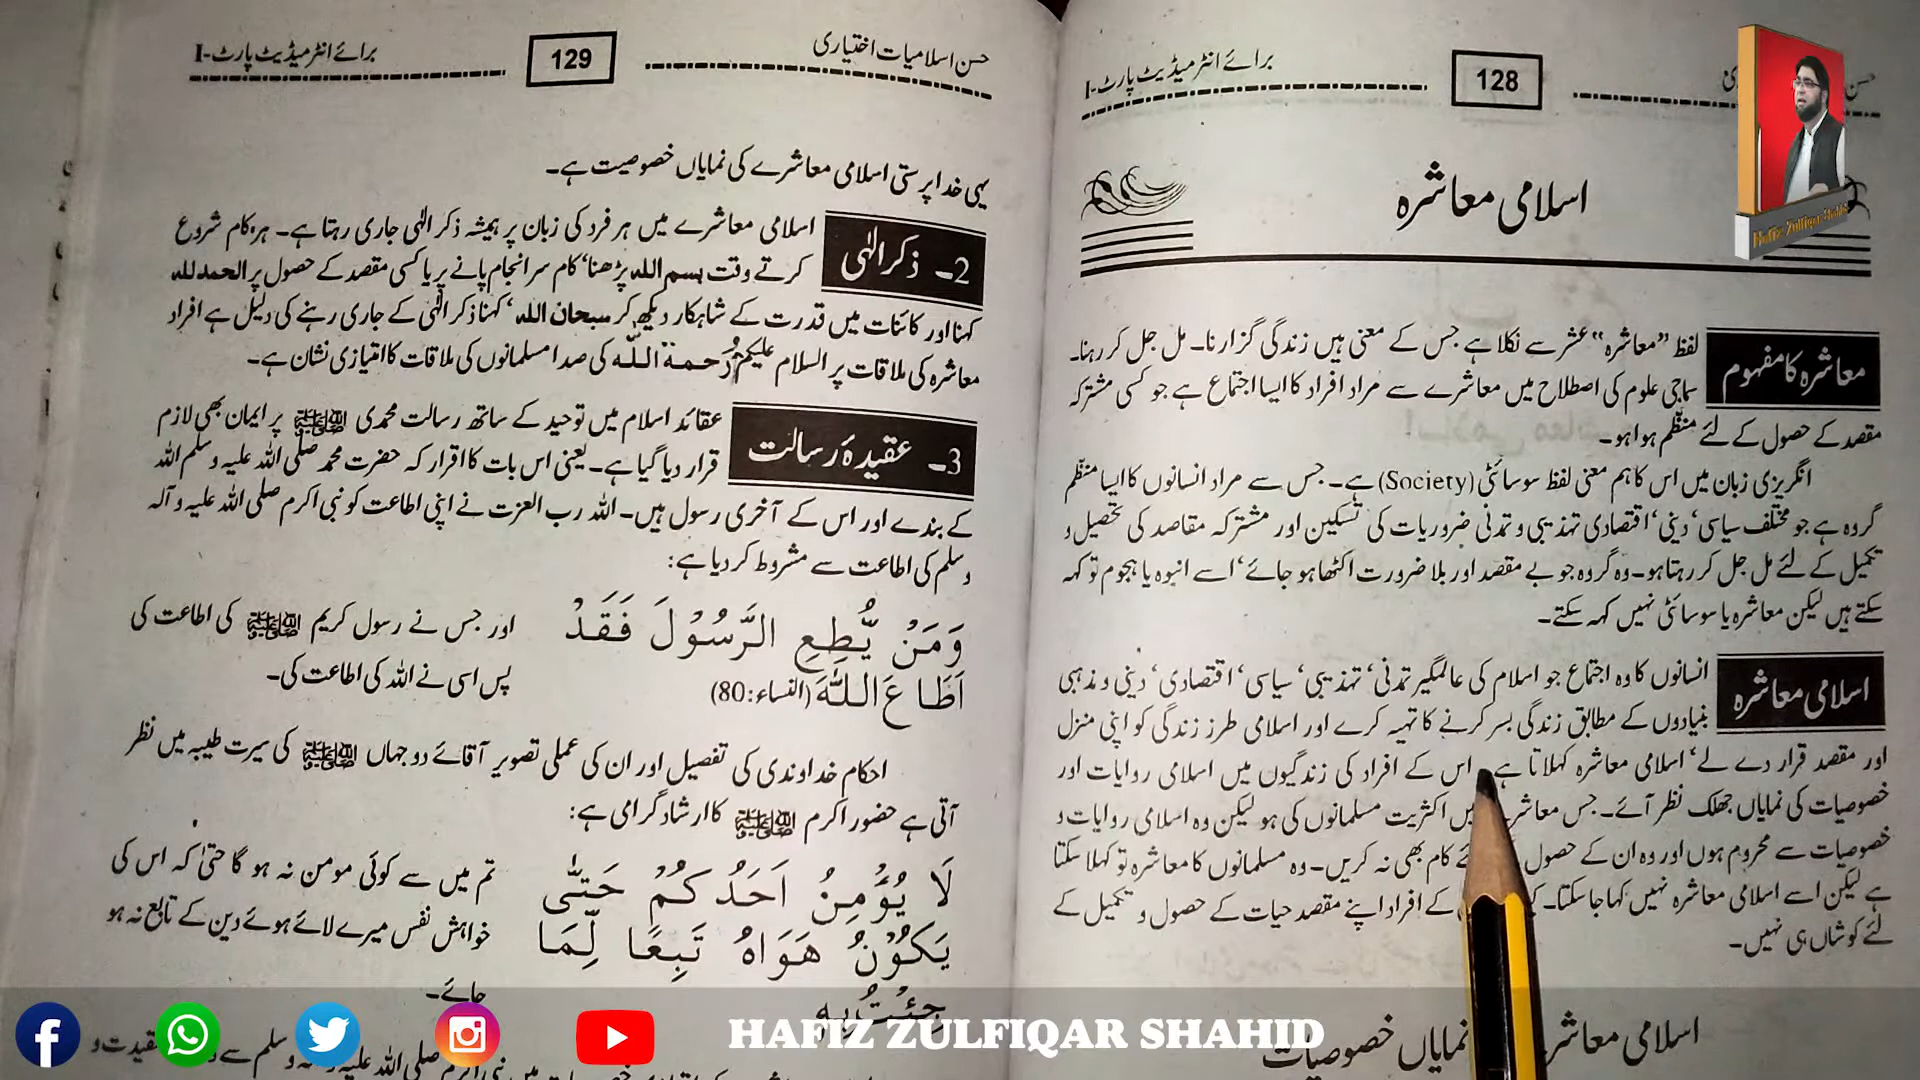 برائے انٹرمیڈیٹ پارٹ-I
128
اسلامی معاشرہ
معاشرہ کا مفہوم
لفظ ”معاشرہ“ عشر سے نکلا ہے جس کے معنی ہیں زندگی گزارنا۔ مل جل کر رہنا۔
سماجی علوم کی اصطلاح میں معاشرے سے مراد افراد کا ایسا اجتماع ہے جو کسی مشترکہ
مقصد کے حصول کے لئے منظّم ہوا ہو۔
انگریزی زبان میں اس کا ہم معنی لفظ سوسائٹی (Society) ہے۔ جس سے مراد انسانوں کا ایسا منظّم
گروہ ہے جو مختلف سیاسی‘ دینی‘ اقتصادی تہذیبی و تمدنی ضروریات کی تسکین اور مشترکہ مقاصد کی تحصیل و
تکمیل کے لئے مل جل کر رہتا ہو۔ وہ گروہ جو بے مقصد اور بلا ضرورت اکٹھا ہو جائے‘ اسے انبوہ یا ہجوم تو کہہ
سکتے ہیں لیکن معاشرہ یا سوسائٹی نہیں کہہ سکتے۔
اسلامی معاشرہ
انسانوں کا وہ اجتماع جو اسلام کی عالمگیر تمدنی‘ تہذیبی‘ سیاسی‘ اقتصادی‘ دینی و مذہبی
بنیادوں کے مطابق زندگی بسر کرنے کا تہیہ کرے اور اسلامی طرز زندگی کو اپنی منزل
اور مقصد قرار دے لے‘ اسلامی معاشرہ کہلاتا ہے۔ اس کے افراد کی زندگیوں میں اسلامی روایات اور
خصوصیات کی نمایاں جھلک نظر آئے۔ جس معاشرے میں اکثریت مسلمانوں کی ہو لیکن وہ اسلامی روایات و
خصوصیات سے محروم ہوں اور وہ ان کے حصول کام بھی نہ کریں۔ وہ مسلمانوں کا معاشرہ تو کہلا سکتا
ہے لیکن اسے اسلامی معاشرہ نہیں کہا جا سکتا۔ کے افراد اپنے مقصد حیات کے حصول و تکمیل کے
لئے کوشاں ہی نہیں۔
اسلامی معاشرہ نمایاں خصوصیات
حسن اسلامیات اختیاری
129
برائے انٹرمیڈیٹ پارٹ-I
یہی خدا پرستی اسلامی معاشرے کی نمایاں خصوصیت ہے۔
2۔ ذکر الٰہی
اسلامی معاشرے میں ہر فرد کی زبان پر ہمیشہ ذکر الٰہی جاری رہتا ہے۔ ہر کام شروع
کرتے وقت بسم اللہ پڑھنا‘ کام سر انجام پانے پر یا کسی مقصد کے حصول پر الحمد للہ
کہنا اور کائنات میں قدرت کے شاہکار دیکھ کر سبحان اللہ‘ کہنا ذکر الٰہی کے جاری رہنے کی دلیل ہے افراد
معاشرہ کی ملاقات پر السلام علیکم وُرحمة اللّٰہ کی صدا مسلمانوں کی ملاقات کا امتیازی نشان ہے۔
3۔ عقیدۂ رسالت
عقائد اسلام میں توحید کے ساتھ رسالت محمدی ﷺ پر ایمان بھی لازم
قرار دیا گیا ہے۔ یعنی اس بات کا اقرار کہ حضرت محمد صلی اللہ علیہ وسلم اللہ
کے بندے اور اس کے آخری رسول ہیں۔ اللہ رب العزت نے اپنی اطاعت کو نبی اکرم صلی اللہ علیہ و آلہ
وسلم کی اطاعت سے مشروط کر دیا ہے:
وَمَنْ يُّطِعِ الرَّسُوْلَ فَقَدْ
اَطَاعَ اللّٰهَ (النساء:80)
اور جس نے رسول کریم ﷺ کی اطاعت کی
پس اسی نے اللہ کی اطاعت کی۔
احکام خداوندی کی تفصیل اور ان کی عملی تصویر آقائے دو جہاں ﷺ کی سیرت طیبہ میں نظر
آتی ہے حضور اکرم ﷺ کا ارشاد گرامی ہے:
لَا يُؤْمِنُ اَحَدُكُمْ حَتّٰى
يَكُوْنُ هَوَاهُ تَبِعًا لِّمَا
جِئْتُ بِهٖ
تم میں سے کوئی مومن نہ ہو گا حتیٰ کہ اس کی
خواہش نفس میرے لائے ہوئے دین کے تابع نہ ہو
جائے۔
HAFIZ ZULFIQAR SHAHID
Hafiz Zulfiqar Shahid